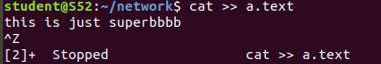 student@S52:~/network$ cat >> a.text
this is just superbbbb
^Z
[2]+  Stopped                 cat >> a.text